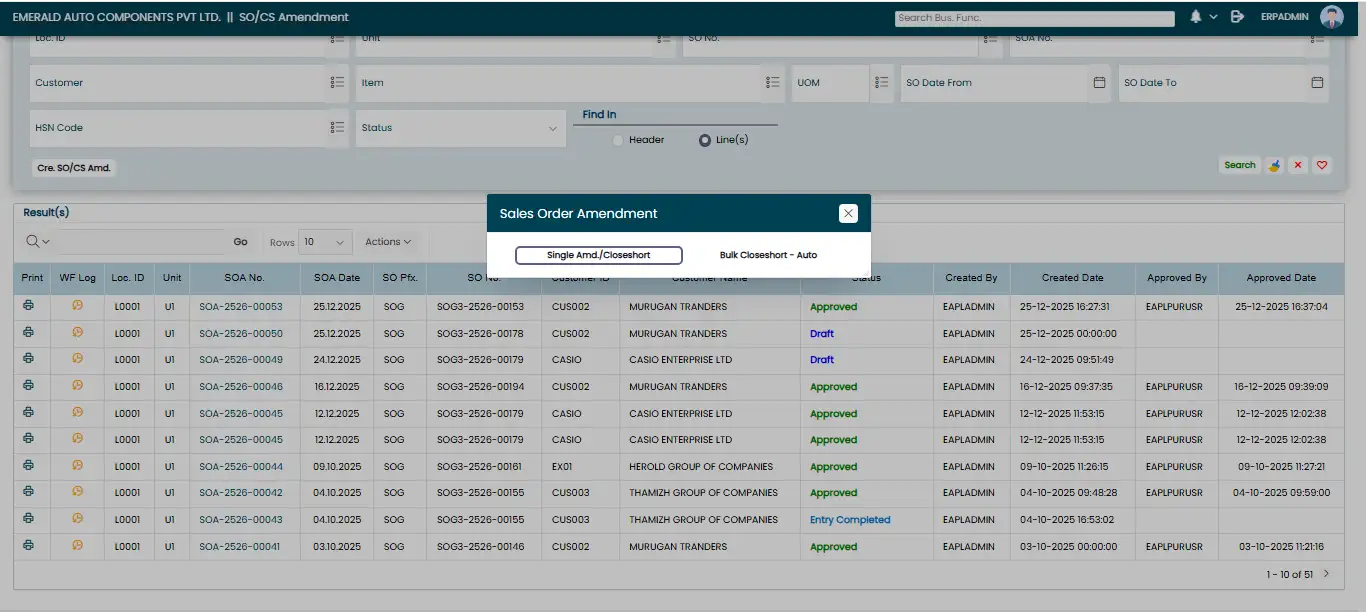 EMERALD AUTO COMPONENTS PVT LTD. || SO/CS Amendment Search Bus. Func. ERPADMIN
Loc. ID Unit SO No. SOA No.
Customer Item UOM SO Date From SO Date To
HSN Code Status Find In
Header Line(s)
Cre. SO/CS Amd. Search
Result(s)
Sales Order Amendment
Go Rows 10 Actions
Single Amd./Closeshort Bulk Closeshort - Auto
Print WF Log Loc. ID Unit SOA No. SOA Date SO Pfx. SO No. Customer ID Customer Name Status Created By Created Date Approved By Approved Date
L0001 U1 SOA-2526-00053 25.12.2025 SOG SOG3-2526-00153 CUS002 MURUGAN TRANDERS Approved EAPLADMIN 25-12-2025 16:27:31 EAPLPURUSR 25-12-2025 16:37:04
L0001 U1 SOA-2526-00050 25.12.2025 SOG SOG3-2526-00178 CUS002 MURUGAN TRANDERS Draft EAPLADMIN 25-12-2025 00:00:00
L0001 U1 SOA-2526-00049 24.12.2025 SOG SOG3-2526-00179 CASIO CASIO ENTERPRISE LTD Draft EAPLADMIN 24-12-2025 09:51:49
L0001 U1 SOA-2526-00046 16.12.2025 SOG SOG3-2526-00194 CUS002 MURUGAN TRANDERS Approved EAPLADMIN 16-12-2025 09:37:35 EAPLPURUSR 16-12-2025 09:39:09
L0001 U1 SOA-2526-00045 12.12.2025 SOG SOG3-2526-00179 CASIO CASIO ENTERPRISE LTD Approved EAPLADMIN 12-12-2025 11:53:15 EAPLPURUSR 12-12-2025 12:02:38
L0001 U1 SOA-2526-00045 12.12.2025 SOG SOG3-2526-00179 CASIO CASIO ENTERPRISE LTD Approved EAPLADMIN 12-12-2025 11:53:15 EAPLPURUSR 12-12-2025 12:02:38
L0001 U1 SOA-2526-00044 09.10.2025 SOG SOG3-2526-00161 EX01 HEROLD GROUP OF COMPANIES Approved EAPLADMIN 09-10-2025 11:26:15 EAPLPURUSR 09-10-2025 11:27:21
L0001 U1 SOA-2526-00042 04.10.2025 SOG SOG3-2526-00155 CUS003 THAMIZH GROUP OF COMPANIES Approved EAPLADMIN 04-10-2025 09:48:28 EAPLPURUSR 04-10-2025 09:59:00
L0001 U1 SOA-2526-00043 04.10.2025 SOG SOG3-2526-00155 CUS003 THAMIZH GROUP OF COMPANIES Entry Completed EAPLADMIN 04-10-2025 16:53:02
L0001 U1 SOA-2526-00041 03.10.2025 SOG SOG3-2526-00146 CUS002 MURUGAN TRANDERS Approved EAPLADMIN 03-10-2025 00:00:00 EAPLPURUSR 03-10-2025 11:21:16
1 - 10 of 51